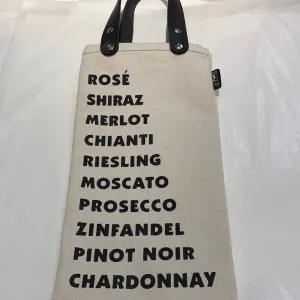 ROSÉ
SHIRAZ
MERLOT
CHIANTI
RIESLING
MOSCATO
PROSECCO
ZINFANDEL
PINOT NOIR
CHARDONNAY